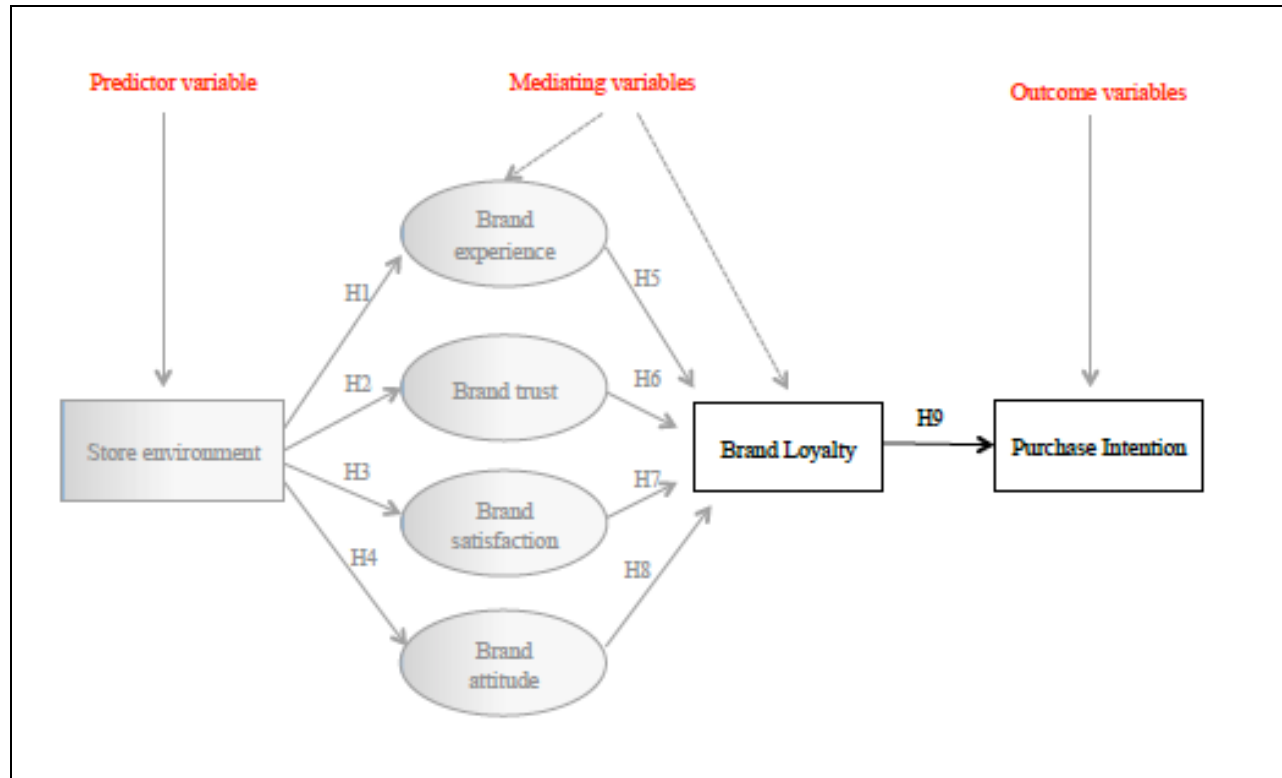 Predictor variable
Mediating variables
Outcome variables
Brand
experience
H1
H5
H2
Brand trust
H6
Store environment
H9
Brand Loyalty
Purchase Intention
H3
H7
Brand
satisfaction
H4
H8
Brand
attitude